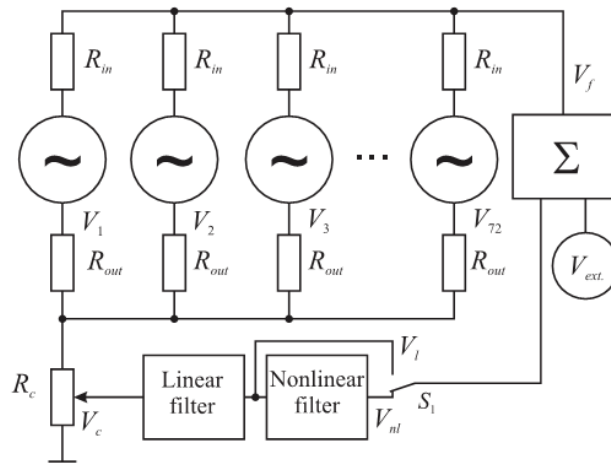 R_in R_in R_in R_in
V_f
~ ~ ~ ... ~
Σ
V_1 V_2 V_3 V_72
R_out R_out R_out R_out
V_ext.
V_l
R_c
Linear filter
Nonlinear filter
S_1
V_c
V_nl